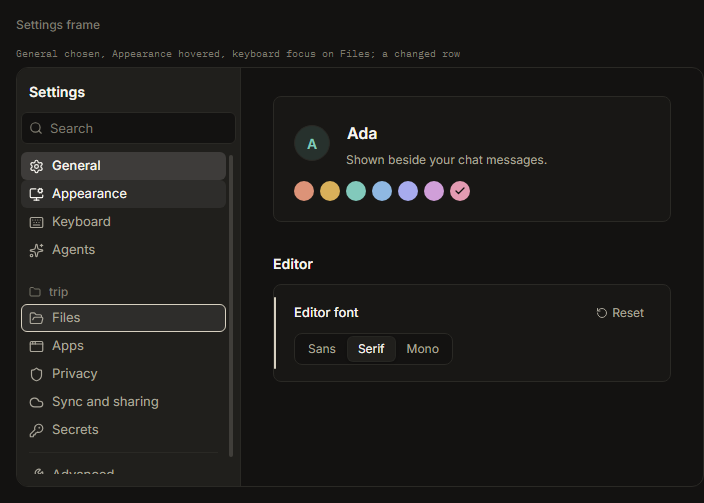 Settings frame
General chosen, Appearance hovered, keyboard focus on Files; a changed row
Settings
Search
General
Appearance
Keyboard
Agents
trip
Files
Apps
Privacy
Sync and sharing
Secrets
Advanced
A
Ada
Shown beside your chat messages.
Editor
Editor font
Reset
Sans Serif Mono